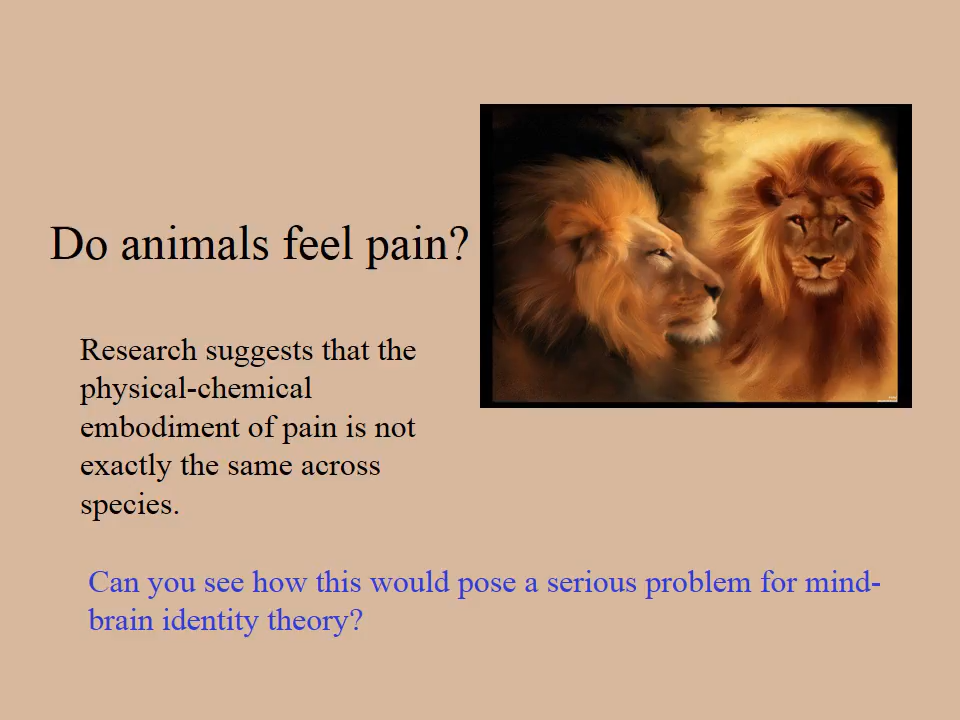 Do animals feel pain?
Research suggests that the
physical-chemical
embodiment of pain is not
exactly the same across
species.
Can you see how this would pose a serious problem for mind-
brain identity theory?